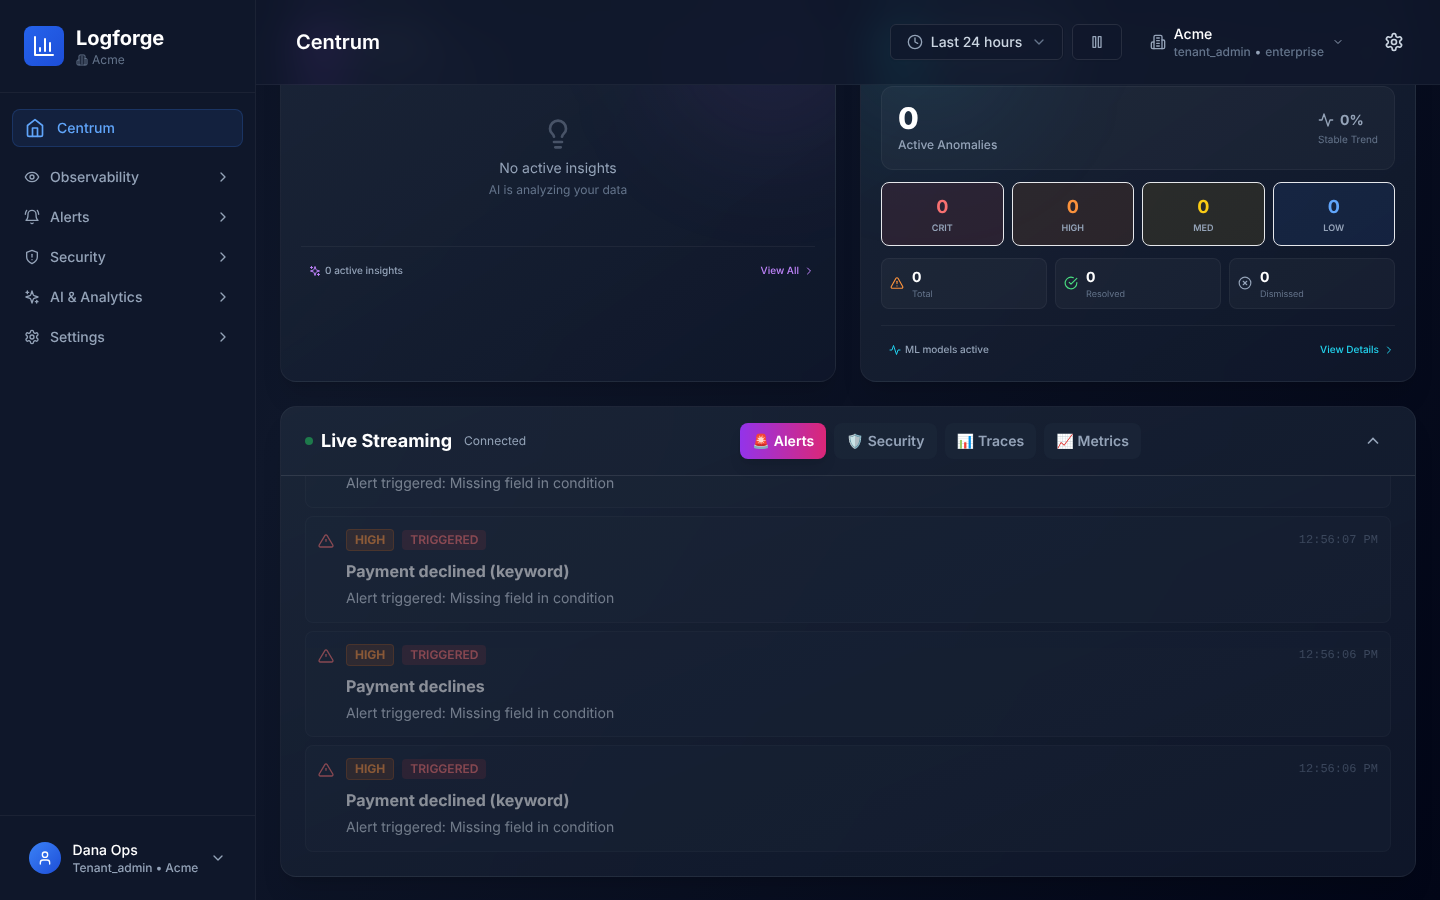 Logforge
Acme
Centrum
Observability
Alerts
Security
AI & Analytics
Settings
Dana Ops
Tenant_admin • Acme
Centrum
Last 24 hours
Acme
tenant_admin • enterprise
No active insights
AI is analyzing your data
0 active insights
View All
0
Active Anomalies
0%
Stable Trend
0
CRIT
0
HIGH
0
MED
0
LOW
0
Total
0
Resolved
0
Dismissed
ML models active
View Details
Live Streaming
Connected
Alerts
Security
Traces
Metrics
Alert triggered: Missing field in condition
HIGH
TRIGGERED
12:56:07 PM
Payment declined (keyword)
Alert triggered: Missing field in condition
HIGH
TRIGGERED
12:56:06 PM
Payment declines
Alert triggered: Missing field in condition
HIGH
TRIGGERED
12:56:06 PM
Payment declined (keyword)
Alert triggered: Missing field in condition